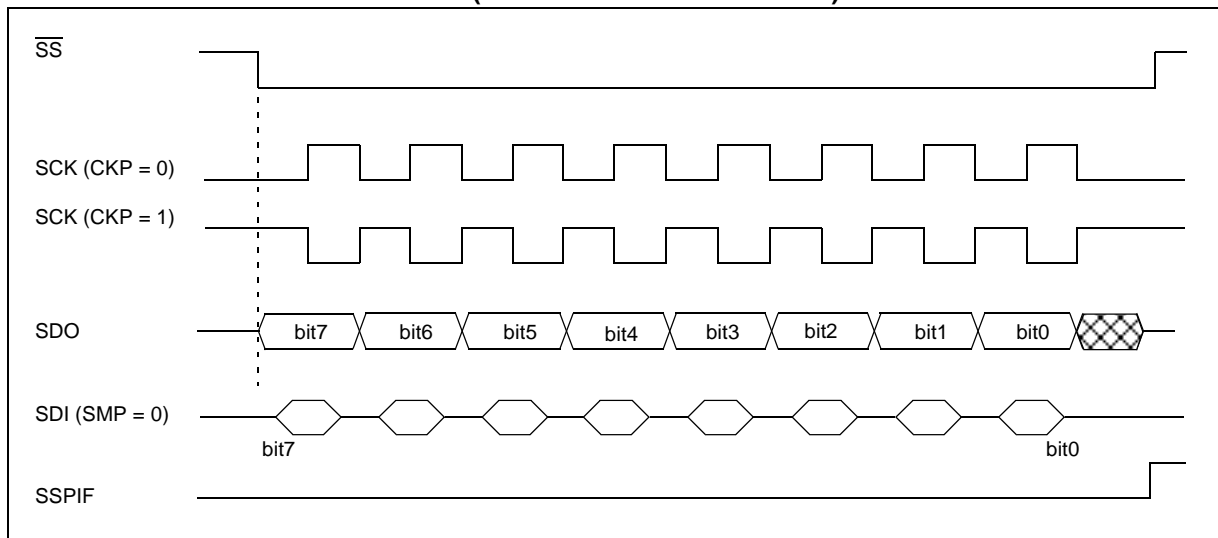 SS
SCK (CKP = 0)
SCK (CKP = 1)
SDO bit7 bit6 bit5 bit4 bit3 bit2 bit1 bit0
SDI (SMP = 0)
bit7 bit0
SSPIF